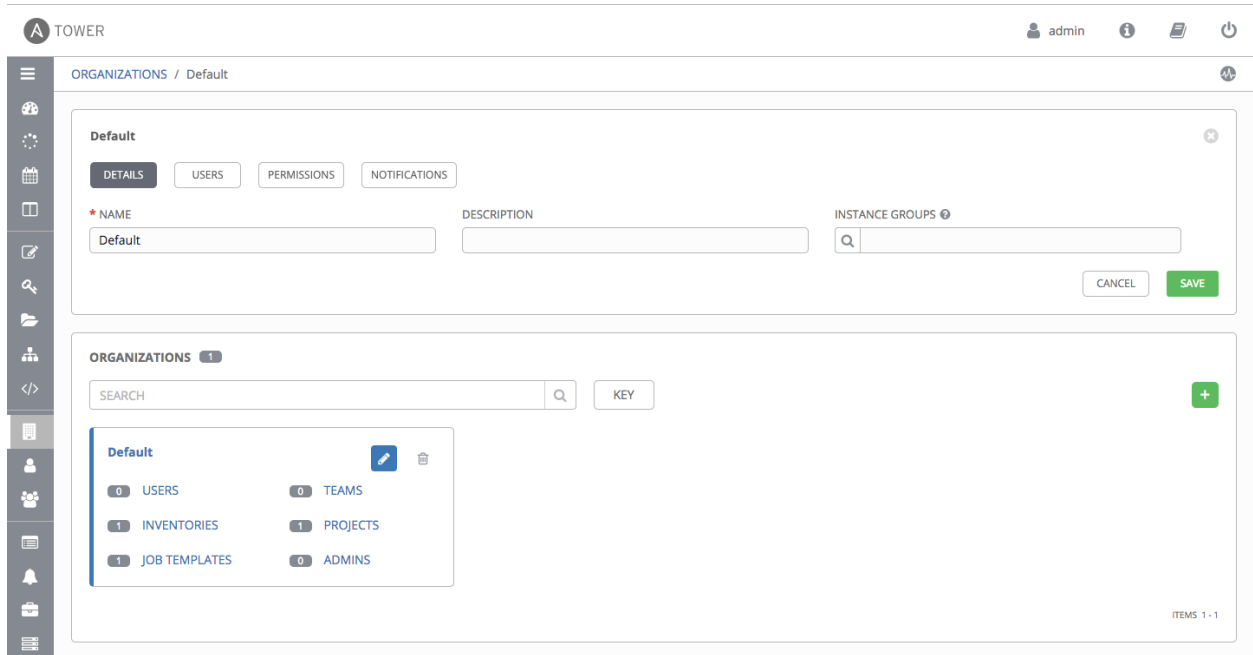 A TOWER admin
ORGANIZATIONS / Default
Default
DETAILS USERS PERMISSIONS NOTIFICATIONS
* NAME DESCRIPTION INSTANCE GROUPS ?
Default
CANCEL SAVE
ORGANIZATIONS 1
SEARCH KEY +
Default
0 USERS 0 TEAMS
1 INVENTORIES 1 PROJECTS
1 JOB TEMPLATES 0 ADMINS
ITEMS 1 - 1